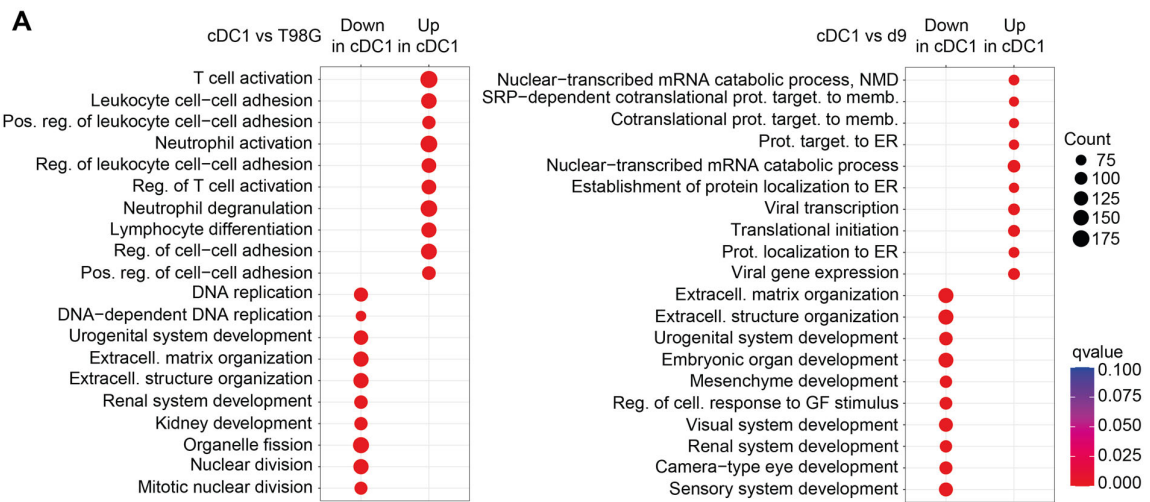 A
cDC1 vs T98G
Down
in cDC1
Up
in cDC1
T cell activation
Leukocyte cell−cell adhesion
Pos. reg. of leukocyte cell−cell adhesion
Neutrophil activation
Reg. of leukocyte cell−cell adhesion
Reg. of T cell activation
Neutrophil degranulation
Lymphocyte differentiation
Reg. of cell−cell adhesion
Pos. reg. of cell−cell adhesion
DNA replication
DNA−dependent DNA replication
Urogenital system development
Extracell. matrix organization
Extracell. structure organization
Renal system development
Kidney development
Organelle fission
Nuclear division
Mitotic nuclear division
cDC1 vs d9
Down
in cDC1
Up
in cDC1
Nuclear−transcribed mRNA catabolic process, NMD
SRP−dependent cotranslational prot. target. to memb.
Cotranslational prot. target. to memb.
Prot. target. to ER
Nuclear−transcribed mRNA catabolic process
Establishment of protein localization to ER
Viral transcription
Translational initiation
Prot. localization to ER
Viral gene expression
Extracell. matrix organization
Extracell. structure organization
Urogenital system development
Embryonic organ development
Mesenchyme development
Reg. of cell. response to GF stimulus
Visual system development
Renal system development
Camera−type eye development
Sensory system development
Count
75
100
125
150
175
qvalue
0.100
0.075
0.050
0.025
0.000